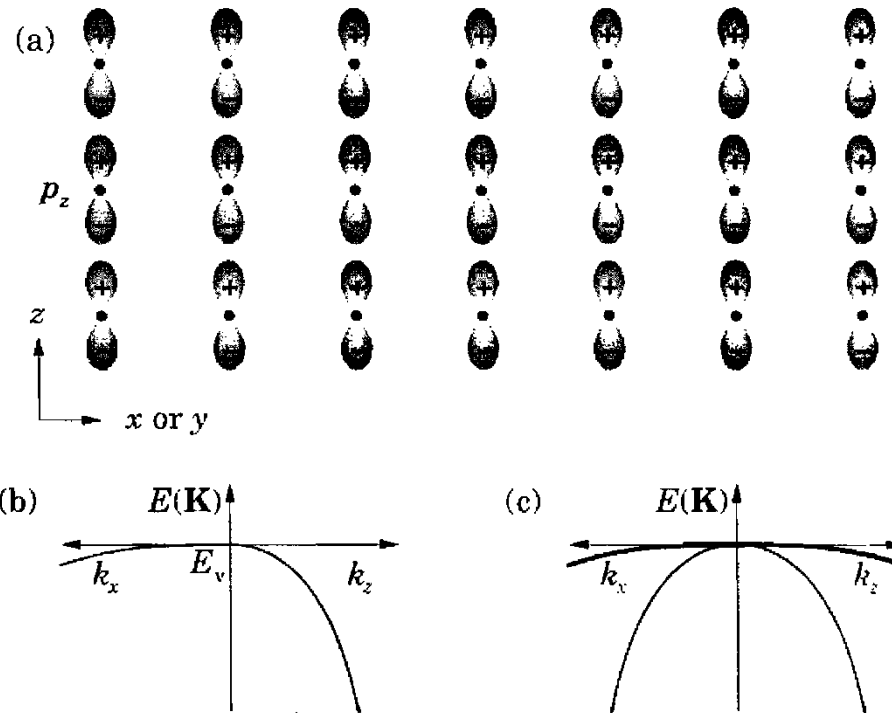 (a)
+ + + + + + +
p_z
+ + + + + + +
+ + + + + + +
z
x or y
(b) E(K)
E_v
k_x k_z
(c) E(K)
k_x k_z